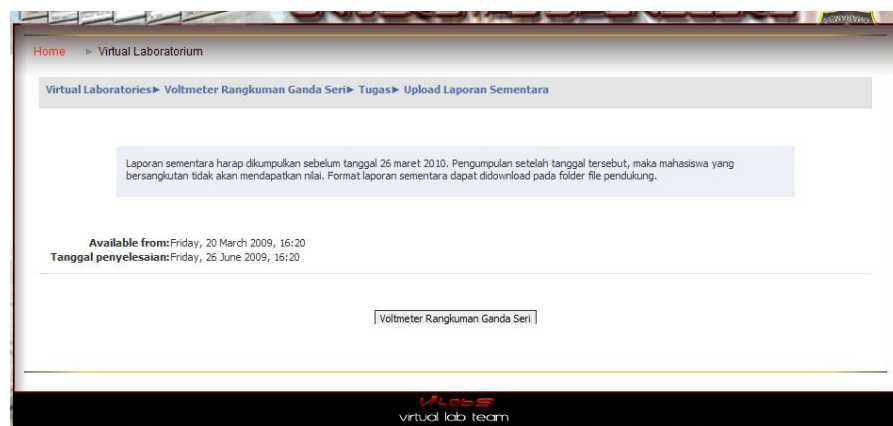 Home ▹ Virtual Laboratorium
Virtual Laboratories► Voltmeter Rangkuman Ganda Seri► Tugas► Upload Laporan Sementara
Laporan sementara harap dikumpulkan sebelum tanggal 26 maret 2010. Pengumpulan setelah tanggal tersebut, maka mahasiswa yang
bersangkutan tidak akan mendapatkan nilai. Format laporan sementara dapat didownload pada folder file pendukung.
Available from:Friday, 20 March 2009, 16:20
Tanggal penyelesaian:Friday, 26 June 2009, 16:20
Voltmeter Rangkuman Ganda Seri
VLabS
virtual lab team